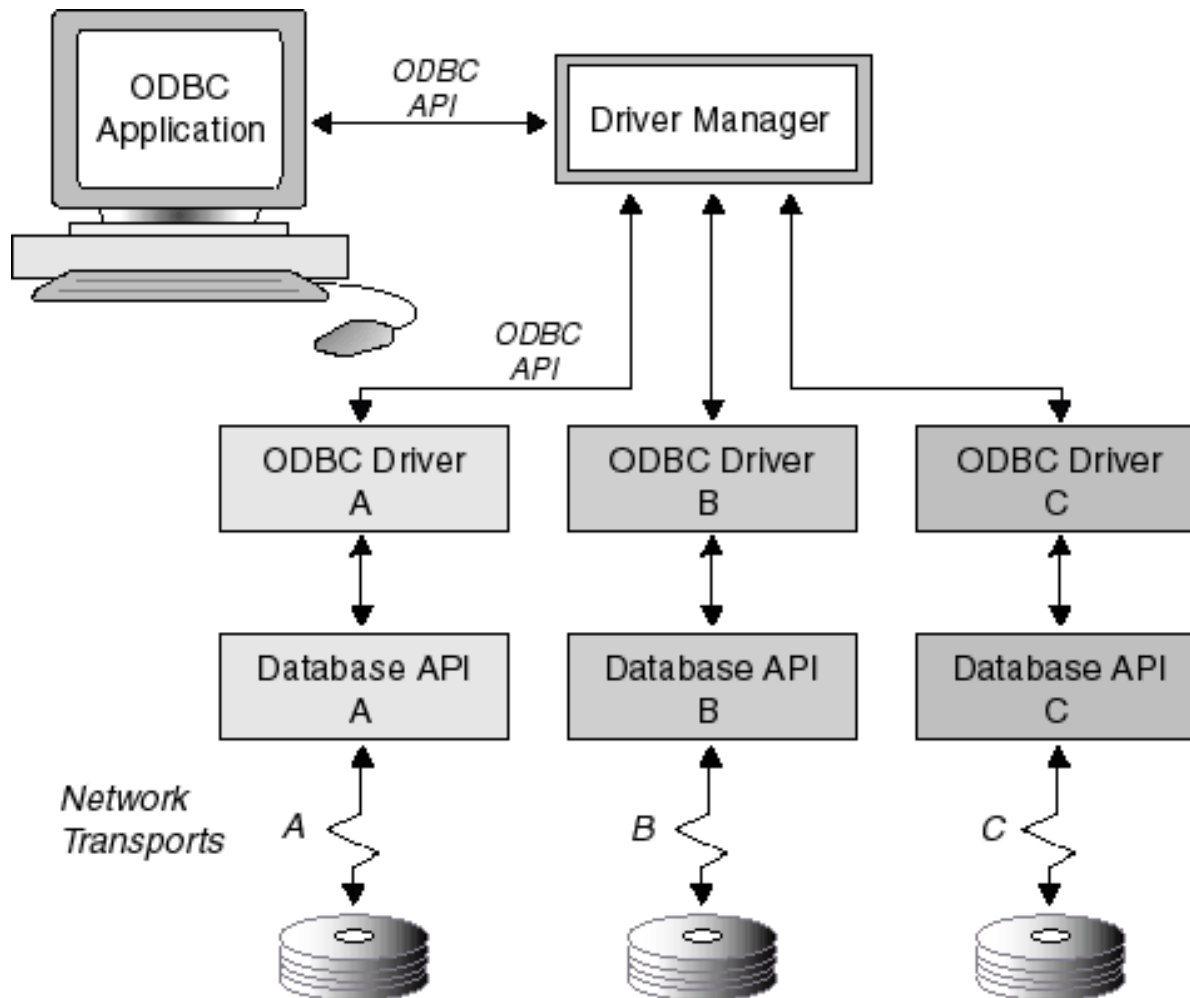 ODBC
Application
ODBC
API
Driver Manager
ODBC
API
ODBC Driver
A
ODBC Driver
B
ODBC Driver
C
Database API
A
Database API
B
Database API
C
Network
Transports
A
B
C